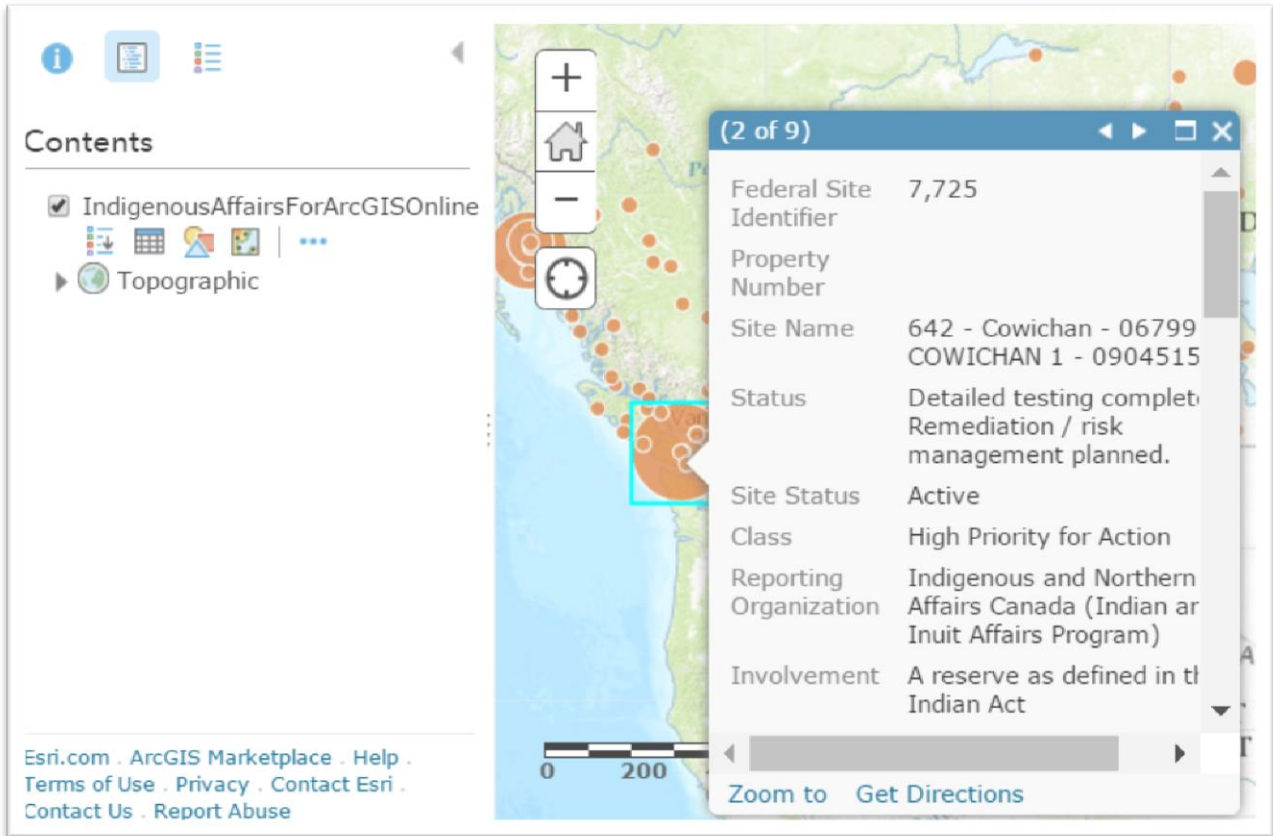 Contents
IndigenousAffairsForArcGISOnline
Topographic
Esri.com . ArcGIS Marketplace . Help .
Terms of Use . Privacy . Contact Esri .
Contact Us . Report Abuse
0 200
(2 of 9)
Federal Site 7,725
Identifier
Property
Number
Site Name 642 - Cowichan - 06799
COWICHAN 1 - 0904515
Status Detailed testing complet
Remediation / risk
management planned.
Site Status Active
Class High Priority for Action
Reporting Indigenous and Northern
Organization Affairs Canada (Indian ar
Inuit Affairs Program)
Involvement A reserve as defined in th
Indian Act
Zoom to Get Directions